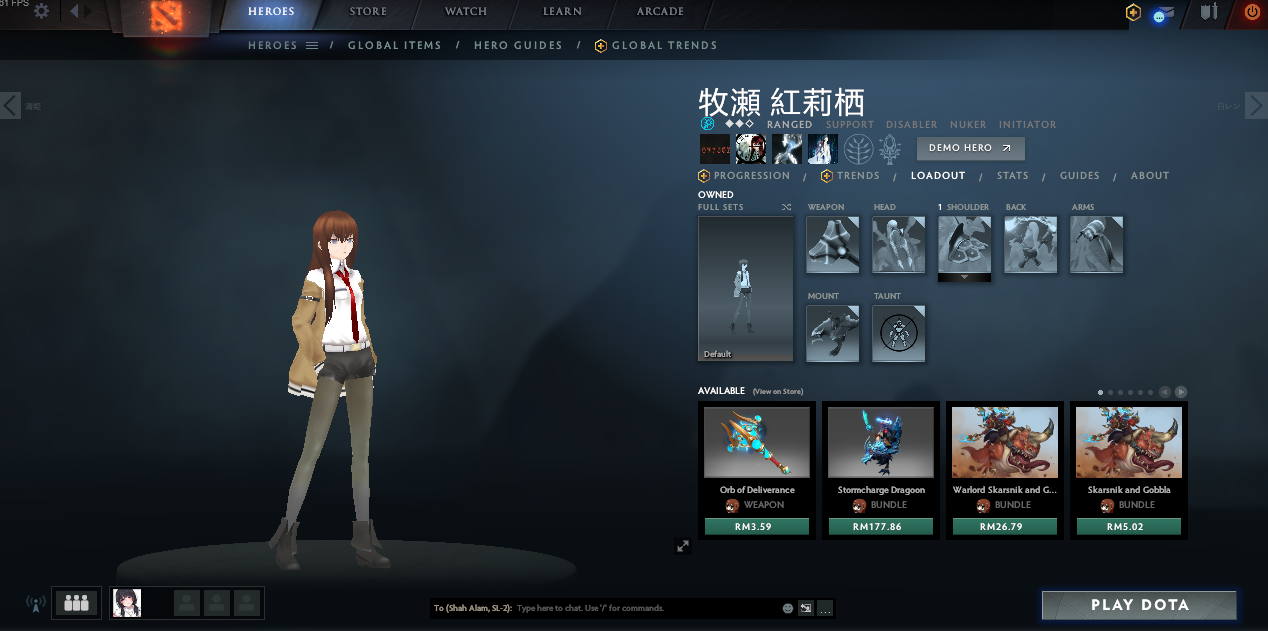 81 FPS
HEROES STORE WATCH LEARN ARCADE
HEROES / GLOBAL ITEMS / HERO GUIDES / GLOBAL TRENDS
牧瀬 紅莉栖
RANGED SUPPORT DISABLER NUKER INITIATOR
DEMO HERO
PROGRESSION / TRENDS / LOADOUT / STATS / GUIDES / ABOUT
OWNED
FULL SETS WEAPON HEAD 1 SHOULDER BACK ARMS
MOUNT TAUNT
Default
AVAILABLE (View on Store)
Orb of Deliverance
WEAPON
RM3.59
Stormcharge Dragoon
BUNDLE
RM177.86
Warlord Skarsnik and G...
BUNDLE
RM26.79
Skarsnik and Gobbla
BUNDLE
RM5.02
To (Shah Alam, SL-2): Type here to chat. Use '/' for commands.
PLAY DOTA